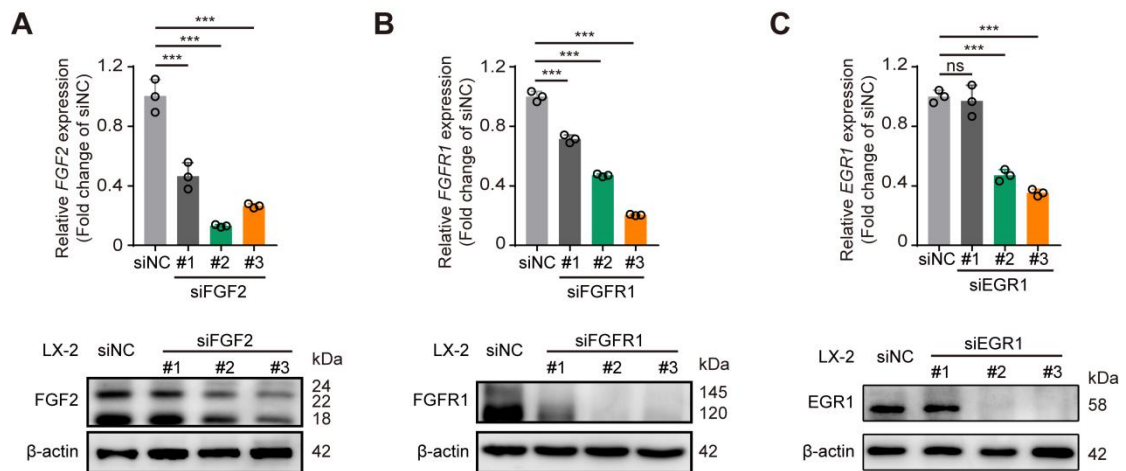 A
Relative FGF2 expression
(Fold change of siNC)
1.2
0.8
0.4
0
***
***
***
siNC #1 #2 #3
siFGF2
LX-2 siNC siFGF2
#1 #2 #3 kDa
FGF2
24
22
18
β-actin 42
B
Relative FGFR1 expression
(Fold change of siNC)
1.2
0.8
0.4
0
***
***
***
siNC #1 #2 #3
siFGFR1
LX-2 siNC siFGFR1
#1 #2 #3 kDa
FGFR1
145
120
β-actin 42
C
Relative EGR1 expression
(Fold change of siNC)
1.2
0.8
0.4
0
***
***
ns
siNC #1 #2 #3
siEGR1
LX-2 siNC siEGR1
#1 #2 #3 kDa
EGR1 58
β-actin 42